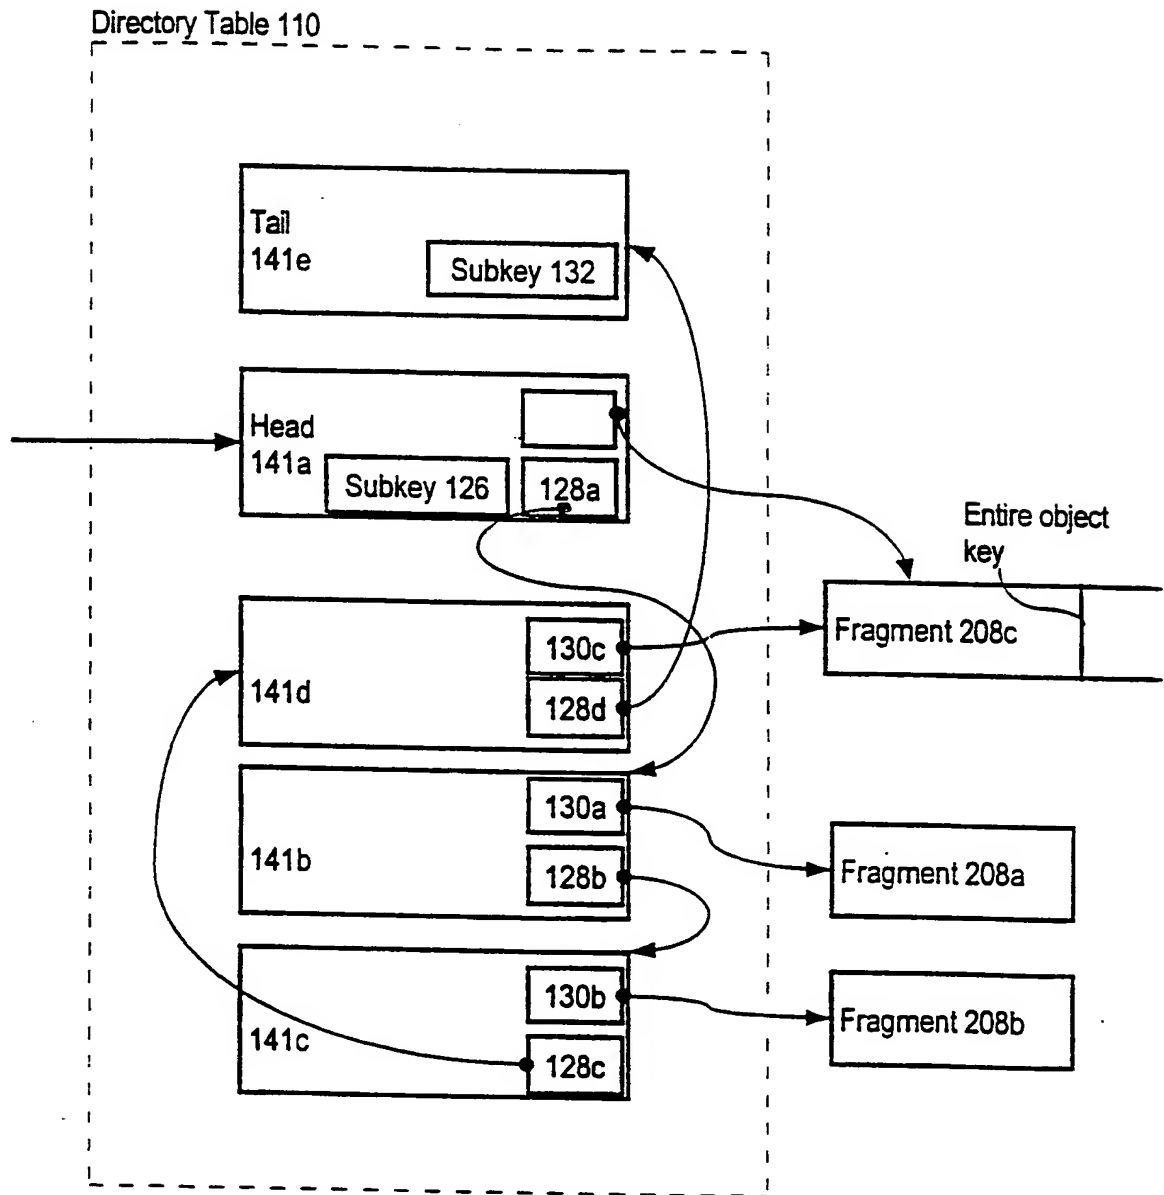 Directory Table 110
Tail
141e
Subkey 132
Head
141a
Subkey 126
128a
Entire object
key
130c
Fragment 208c
141d
128d
130a
141b
Fragment 208a
128b
130b
Fragment 208b
141c
128c